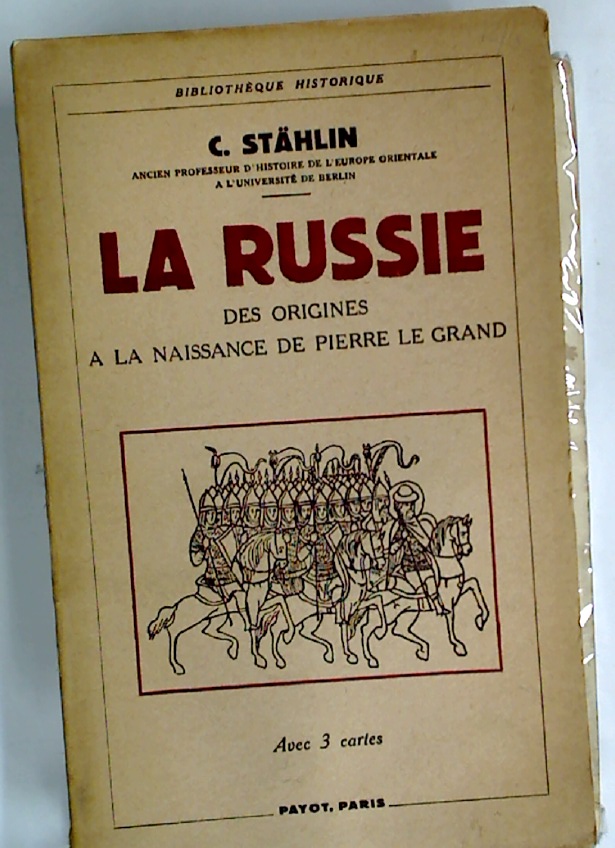 BIBLIOTHÈQUE HISTORIQUE
C. STÄHLIN
ANCIEN PROFESSEUR D'HISTOIRE DE L'EUROPE ORIENTALE
A L'UNIVERSITÉ DE BERLIN
LA RUSSIE
DES ORIGINES
A LA NAISSANCE DE PIERRE LE GRAND
Avec 3 cartes
PAYOT, PARIS